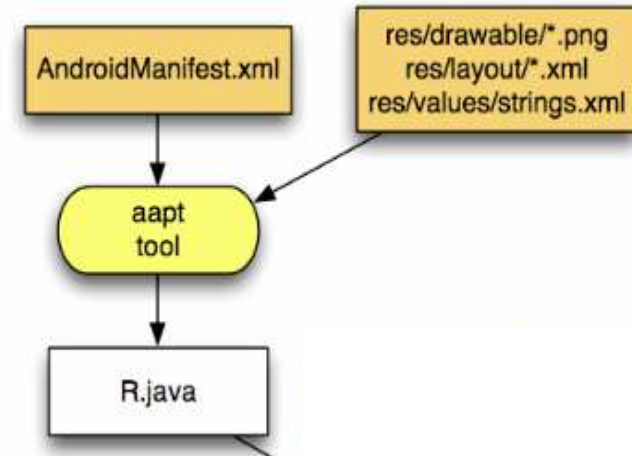 AndroidManifest.xml
res/drawable/*.png
res/layout/*.xml
res/values/strings.xml
aapt
tool
R.java